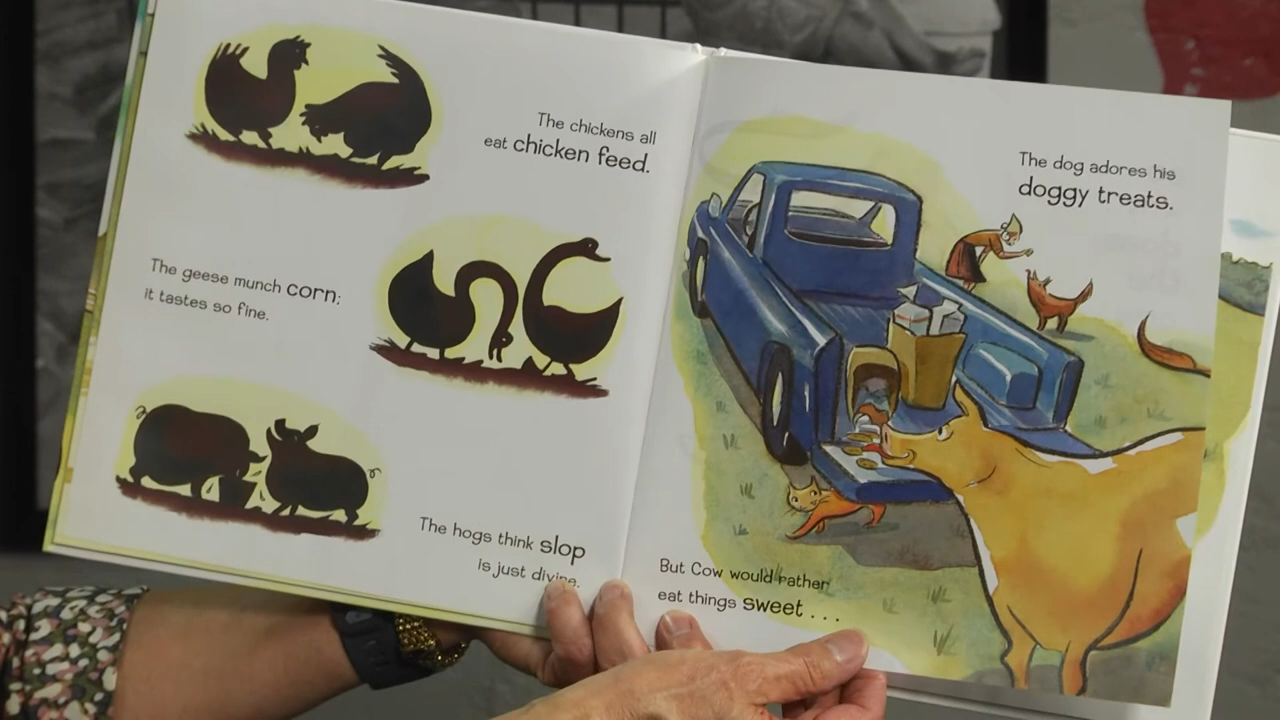 The chickens all
eat chicken feed.
The geese munch corn;
it tastes so fine.
The hogs think slop
is just divine.
The dog adores his
doggy treats.
But Cow would rather
eat things sweet . . .